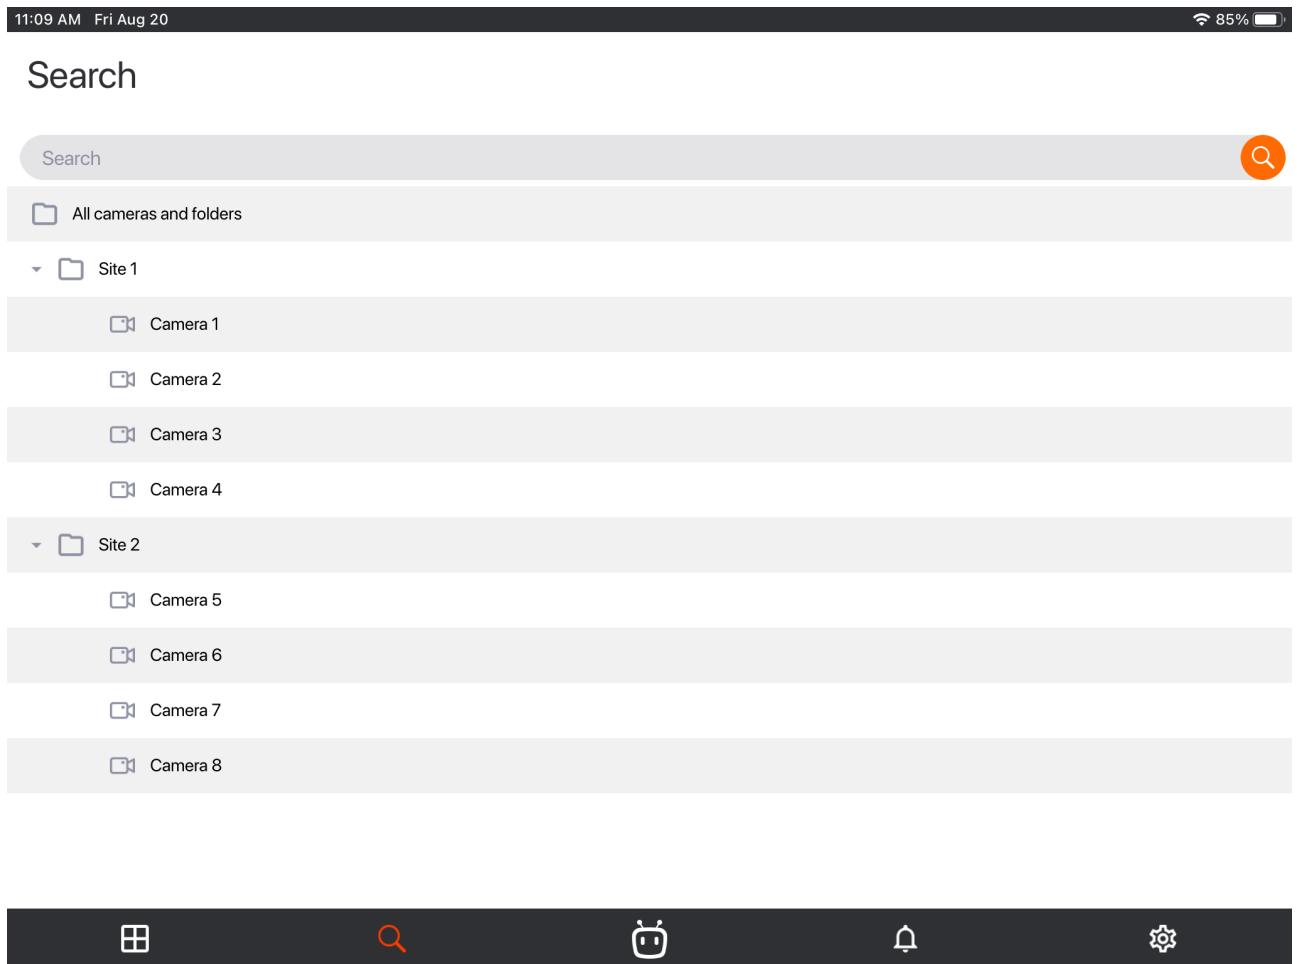 11:09 AM Fri Aug 20 85%
Search
Search
All cameras and folders
Site 1
Camera 1
Camera 2
Camera 3
Camera 4
Site 2
Camera 5
Camera 6
Camera 7
Camera 8